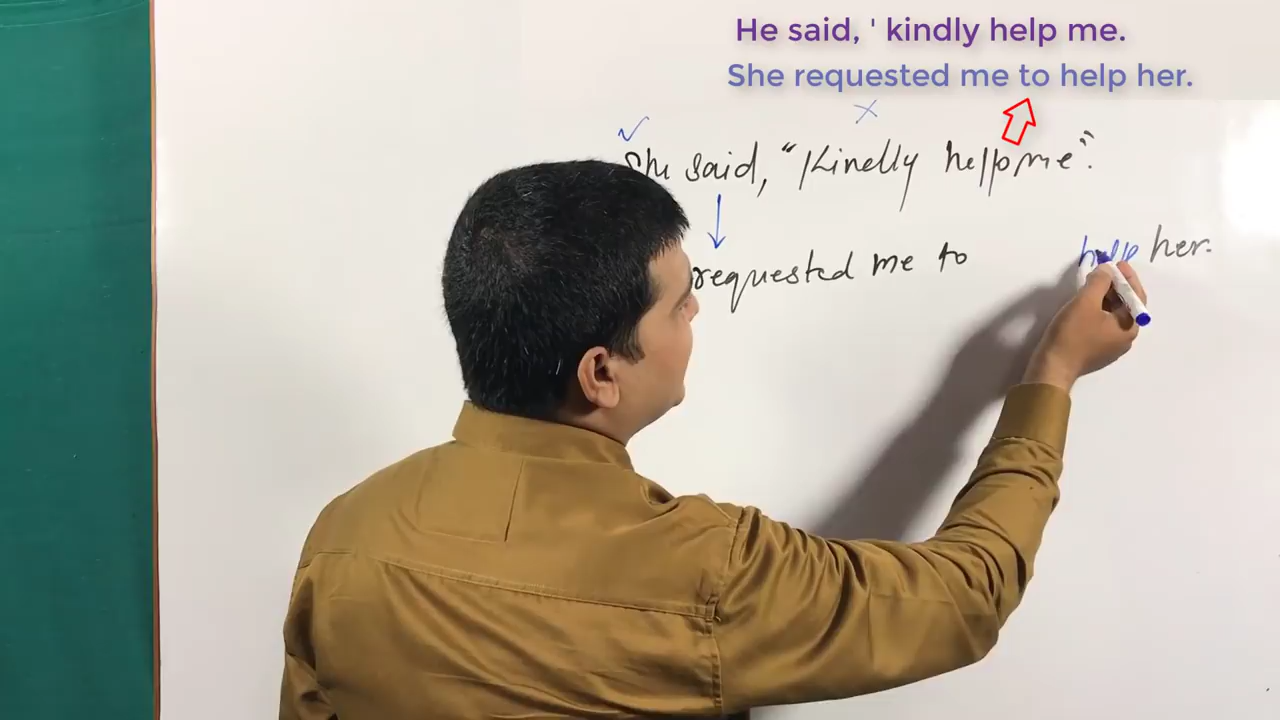 He said, ' kindly help me.
She requested me to help her.
She said, "Kindly help me".
requested me to help her.